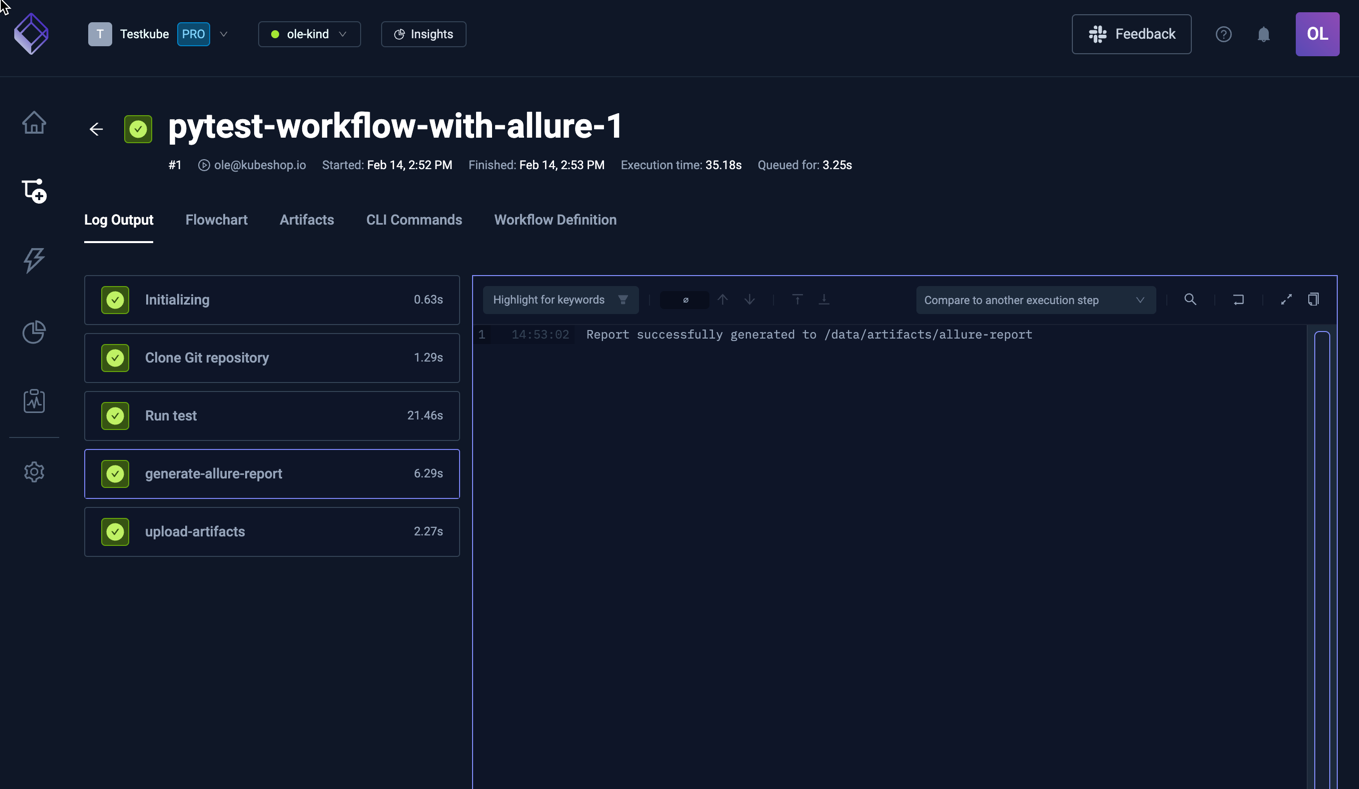 T Testkube PRO ole-kind Insights Feedback OL
pytest-workflow-with-allure-1
#1 ole@kubeshop.io Started: Feb 14, 2:52 PM Finished: Feb 14, 2:53 PM Execution time: 35.18s Queued for: 3.25s
Log Output Flowchart Artifacts CLI Commands Workflow Definition
Initializing 0.63s
Clone Git repository 1.29s
Run test 21.46s
generate-allure-report 6.29s
upload-artifacts 2.27s
Highlight for keywords ⌀ Compare to another execution step
1 14:53:02 Report successfully generated to /data/artifacts/allure-report